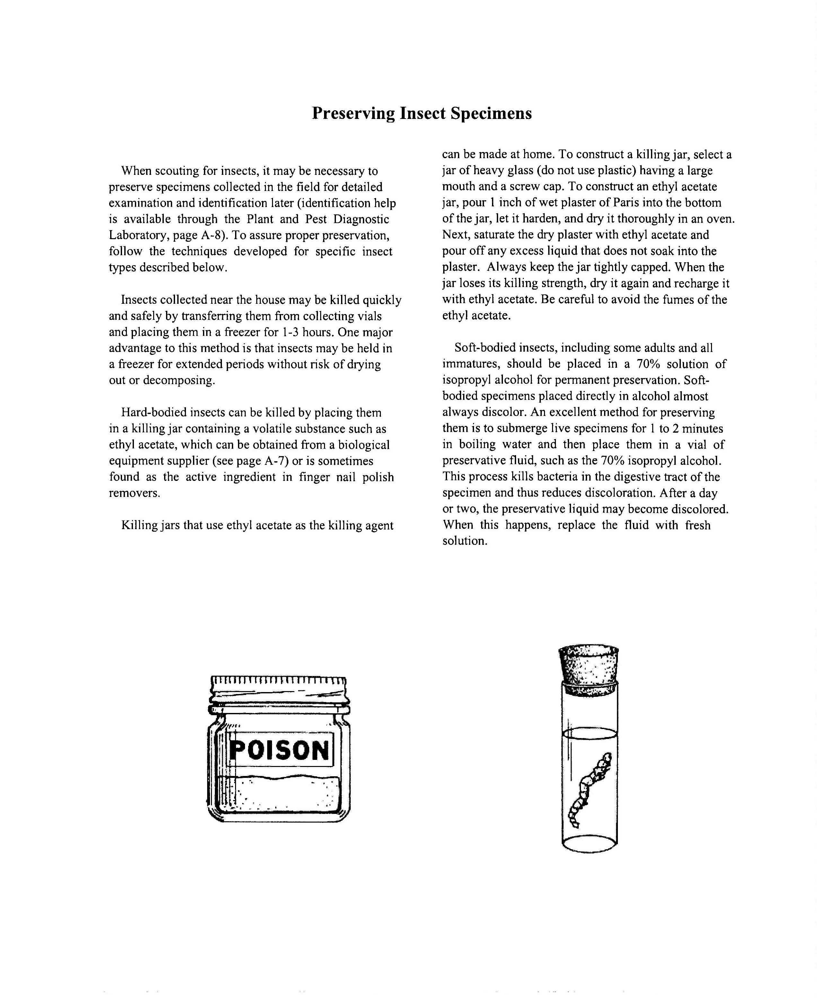 Preserving Insect Specimens
When scouting for insects, it may be necessary to
preserve specimens collected in the field for detailed
examination and identification later (identification help
is available through the Plant and Pest Diagnostic
Laboratory, page A-8). To assure proper preservation,
follow the techniques developed for specific insect
types described below.
Insects collected near the house may be killed quickly
and safely by transferring them from collecting vials
and placing them in a freezer for 1-3 hours. One major
advantage to this method is that insects may be held in
a freezer for extended periods without risk of drying
out or decomposing.
Hard-bodied insects can be killed by placing them
in a killing jar containing a volatile substance such as
ethyl acetate, which can be obtained from a biological
equipment supplier (see page A-7) or is sometimes
found as the active ingredient in finger nail polish
removers.
Killing jars that use ethyl acetate as the killing agent
can be made at home. To construct a killing jar, select a
jar of heavy glass (do not use plastic) having a large
mouth and a screw cap. To construct an ethyl acetate
jar, pour 1 inch of wet plaster of Paris into the bottom
of the jar, let it harden, and dry it thoroughly in an oven.
Next, saturate the dry plaster with ethyl acetate and
pour off any excess liquid that does not soak into the
plaster. Always keep the jar tightly capped. When the
jar loses its killing strength, dry it again and recharge it
with ethyl acetate. Be careful to avoid the fumes of the
ethyl acetate.
Soft-bodied insects, including some adults and all
immatures, should be placed in a 70% solution of
isopropyl alcohol for permanent preservation. Soft-
bodied specimens placed directly in alcohol almost
always discolor. An excellent method for preserving
them is to submerge live specimens for 1 to 2 minutes
in boiling water and then place them in a vial of
preservative fluid, such as the 70% isopropyl alcohol.
This process kills bacteria in the digestive tract of the
specimen and thus reduces discoloration. After a day
or two, the preservative liquid may become discolored.
When this happens, replace the fluid with fresh
solution.
POISON